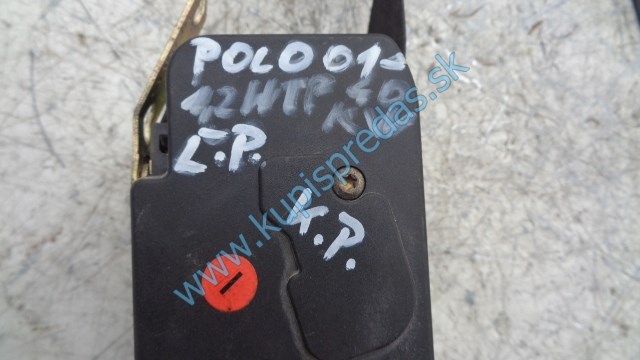 POLO 01-
1,2 HTP 40
KW
L.P.
K.P.
www.kupispredas.sk